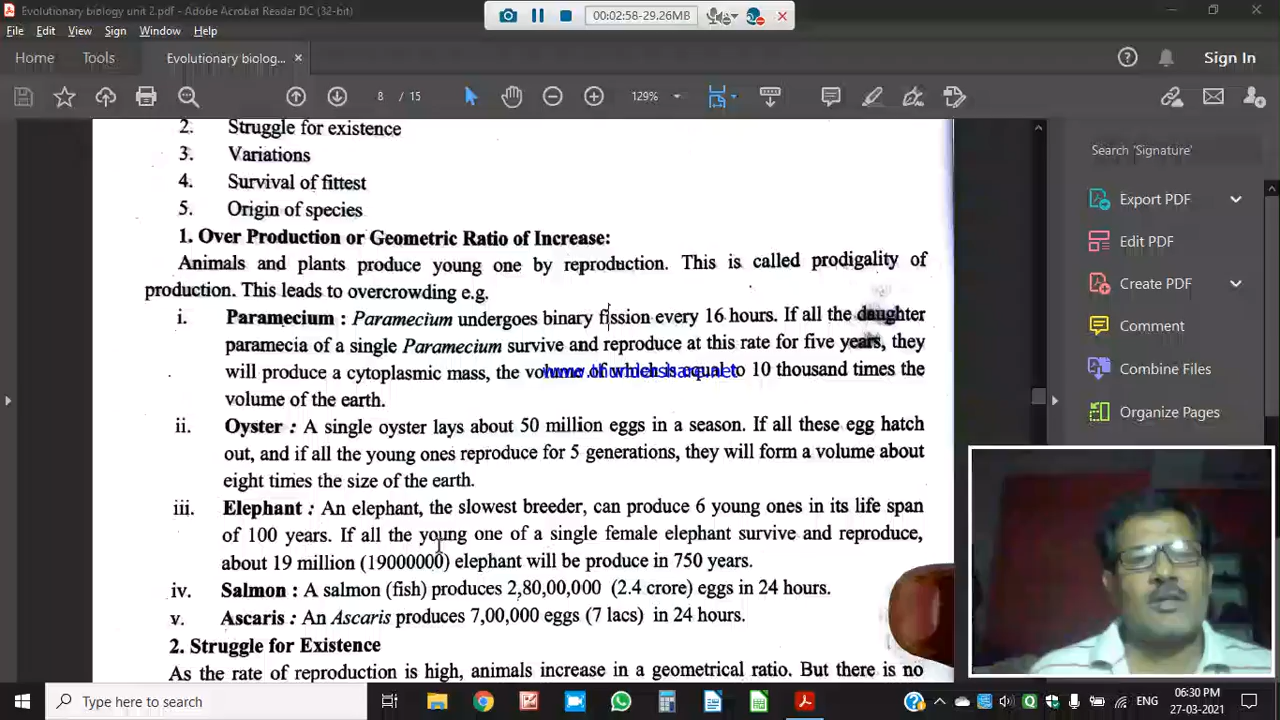 Evolutionary biology unit 2.pdf - Adobe Acrobat Reader DC (32-bit)
00:02:58-29.26MB
File Edit View Sign Window Help
Home Tools Evolutionary biolog... × Sign In
8 / 15 129%
2. Struggle for existence
3. Variations
4. Survival of fittest
5. Origin of species
1. Over Production or Geometric Ratio of Increase:
Animals and plants produce young one by reproduction. This is called prodigality of
production. This leads to overcrowding e.g.
i. Paramecium : Paramecium undergoes binary fission every 16 hours. If all the daughter
paramecia of a single Paramecium survive and reproduce at this rate for five years, they
will produce a cytoplasmic mass, the volume of which is equal to 10 thousand times the
volume of the earth.
ii. Oyster : A single oyster lays about 50 million eggs in a season. If all these egg hatch
out, and if all the young ones reproduce for 5 generations, they will form a volume about
eight times the size of the earth.
iii. Elephant : An elephant, the slowest breeder, can produce 6 young ones in its life span
of 100 years. If all the young one of a single female elephant survive and reproduce,
about 19 million (19000000) elephant will be produce in 750 years.
iv. Salmon : A salmon (fish) produces 2,80,00,000 (2.4 crore) eggs in 24 hours.
v. Ascaris : An Ascaris produces 7,00,000 eggs (7 lacs) in 24 hours.
2. Struggle for Existence
As the rate of reproduction is high, animals increase in a geometrical ratio. But there is no
Search 'Signature'
Export PDF
Edit PDF
Create PDF
Comment
Combine Files
Organize Pages
Type here to search
ENG
06:30 PM
27-03-2021